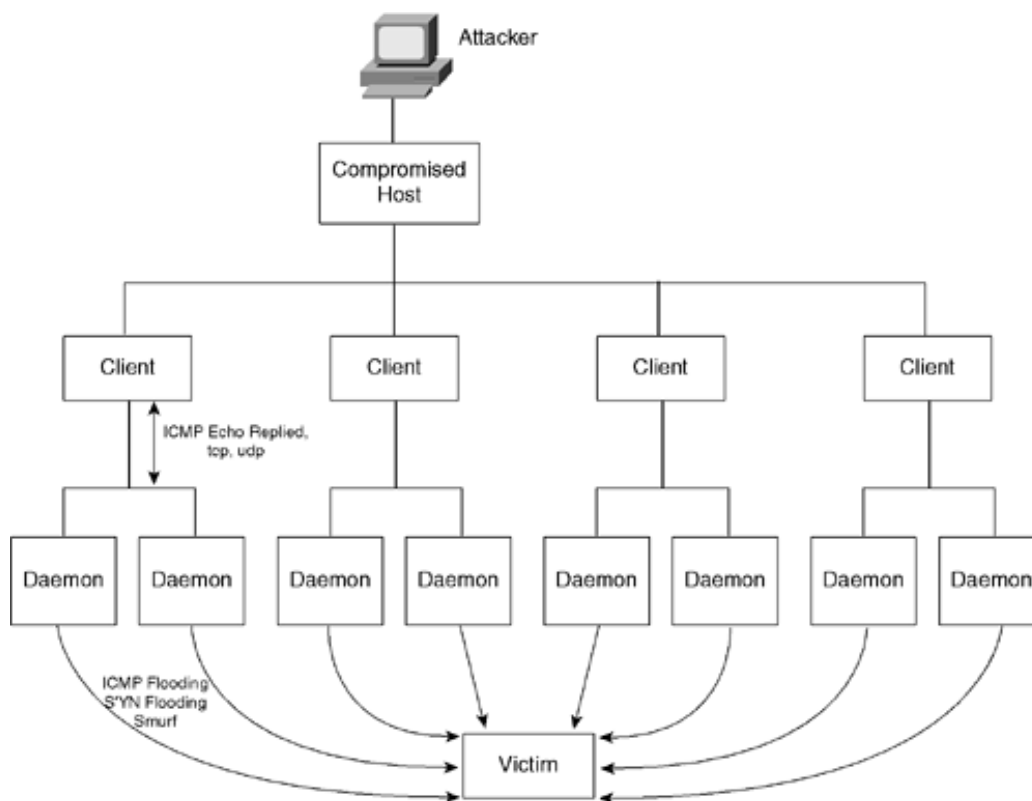 Attacker
Compromised
Host
Client
Client
Client
Client
ICMP Echo Replied,
tcp, udp
Daemon
Daemon
Daemon
Daemon
Daemon
Daemon
Daemon
Daemon
ICMP Flooding
S'YN Flooding
Smurf
Victim